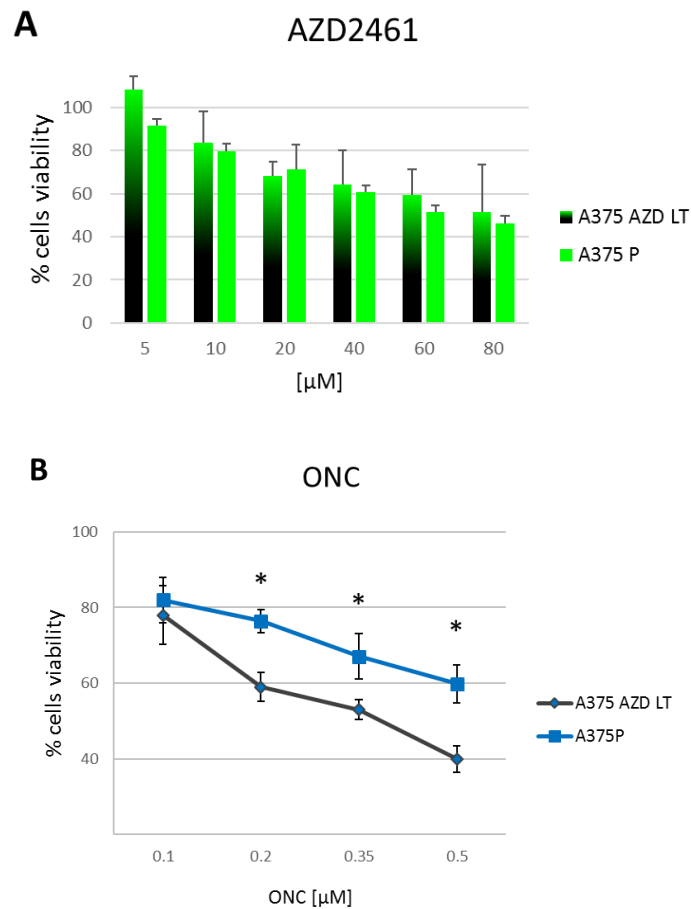 A
AZD2461
% cells viability
100
80
60
40
20
0
5 10 20 40 60 80
[µM]
A375 AZD LT
A375 P
B
ONC
% cells viability
100
80
60
40
* * *
0.1 0.2 0.35 0.5
ONC [µM]
A375 AZD LT
A375P